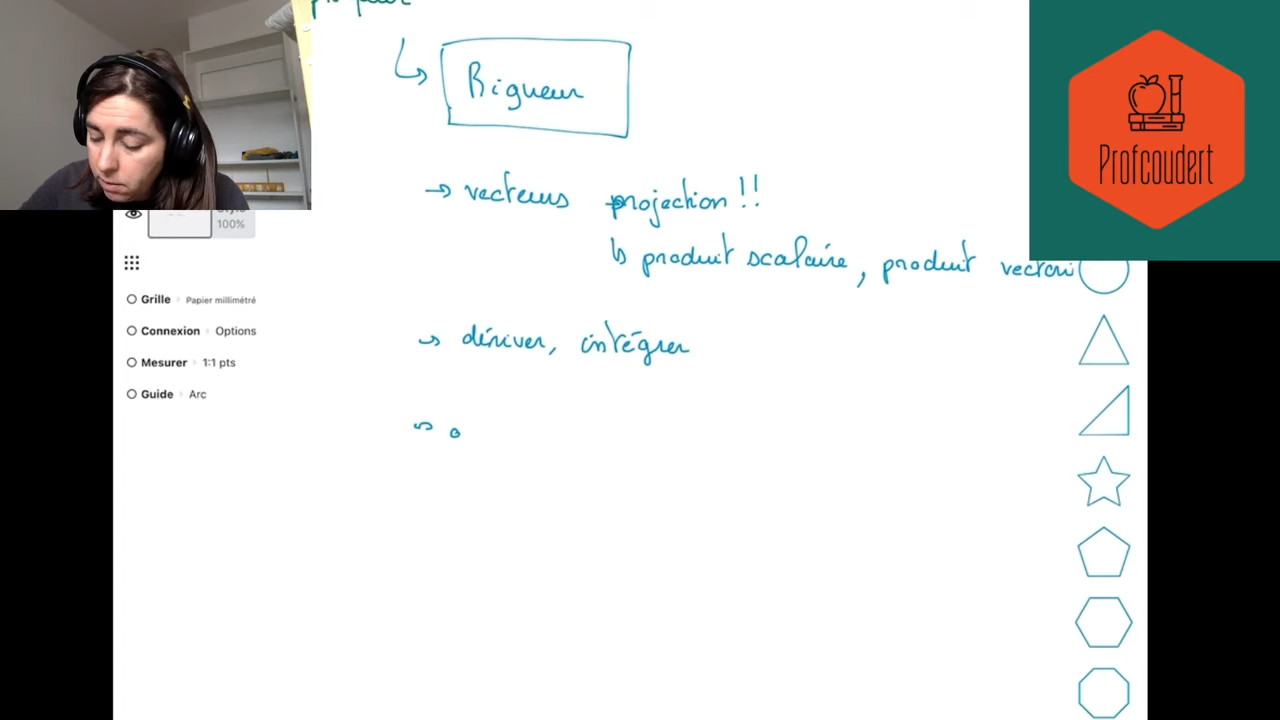 Rigueur
Profcoudert
→ vecteurs projection!!
↳ produit scalaire, produit vectori
Style
100%
Grille Papier millimétré
Connexion Options
Mesurer 1:1 pts
Guide Arc
→ dériver, intégrer